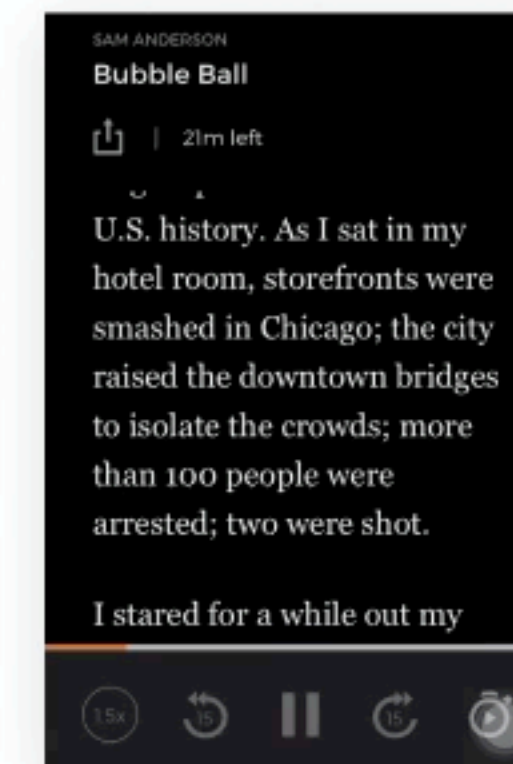 SAM ANDERSON
Bubble Ball
| 21m left
U.S. history. As I sat in my
hotel room, storefronts were
smashed in Chicago; the city
raised the downtown bridges
to isolate the crowds; more
than 100 people were
arrested; two were shot.
I stared for a while out my
1.5x 15 15